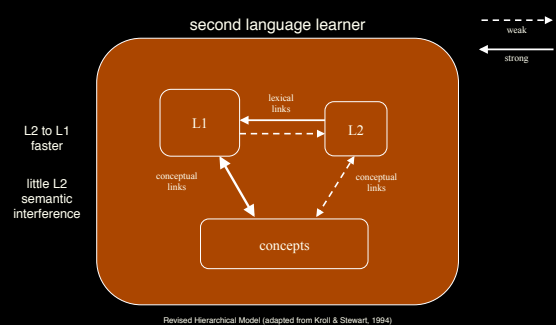 second language learner
weak
strong
lexical
links
L1
L2
L2 to L1
faster
conceptual
links
conceptual
links
little L2
semantic
interference
concepts
Revised Hierarchical Model (adapted from Kroll & Stewart, 1994)